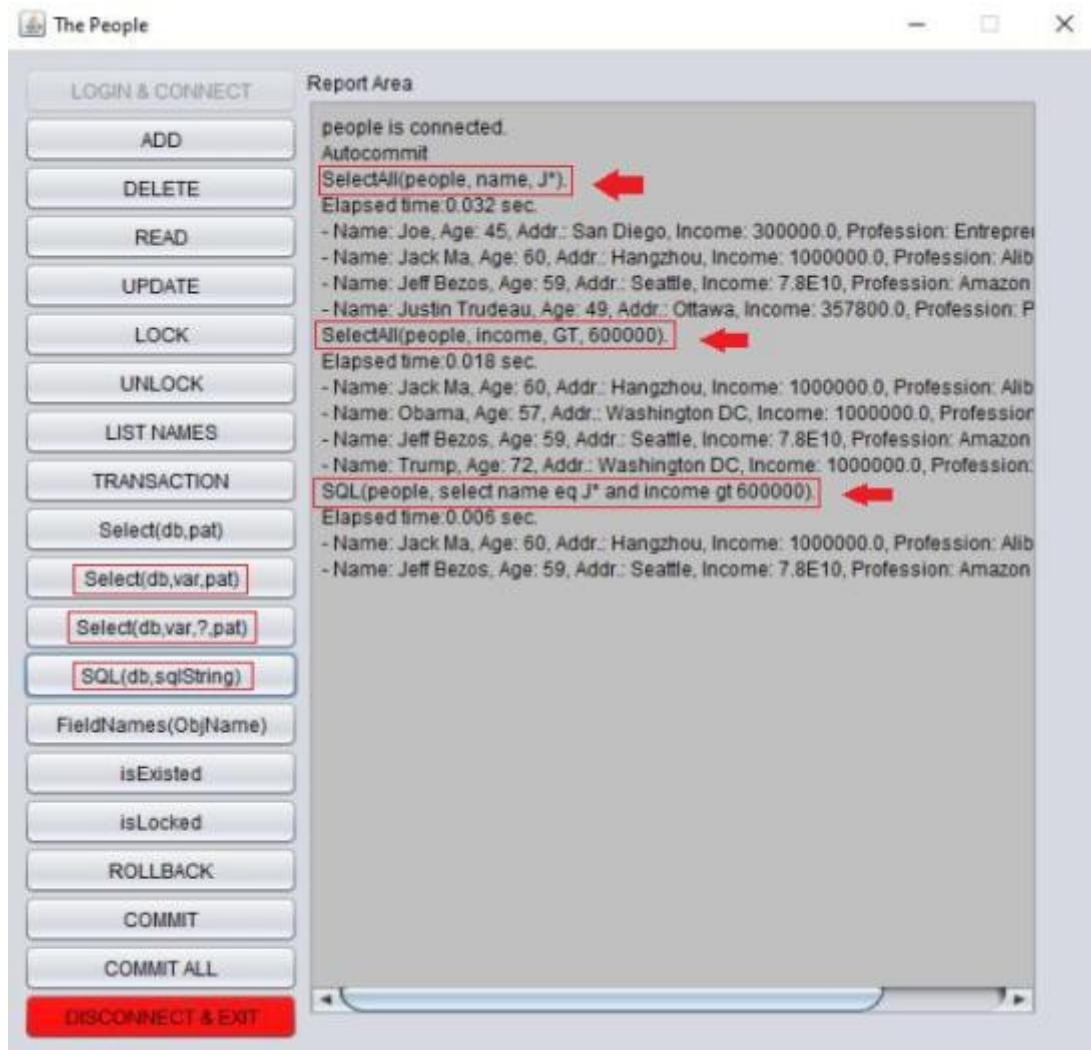 The People
LOGIN & CONNECT
ADD
DELETE
READ
UPDATE
LOCK
UNLOCK
LIST NAMES
TRANSACTION
Select(db,pat)
Select(db,var,pat)
Select(db,var,?,pat)
SQL(db,sqlString)
FieldNames(ObjName)
isExisted
isLocked
ROLLBACK
COMMIT
COMMIT ALL
DISCONNECT & EXIT
Report Area
people is connected.
Autocommit
SelectAll(people, name, J*).
Elapsed time:0.032 sec.
- Name: Joe, Age: 45, Addr.: San Diego, Income: 300000.0, Profession: Entreprei
- Name: Jack Ma, Age: 60, Addr.: Hangzhou, Income: 1000000.0, Profession: Alib
- Name: Jeff Bezos, Age: 59, Addr.: Seattle, Income: 7.8E10, Profession: Amazon
- Name: Justin Trudeau, Age: 49, Addr.: Ottawa, Income: 357800.0, Profession: P
SelectAll(people, income, GT, 600000).
Elapsed time:0.018 sec.
- Name: Jack Ma, Age: 60, Addr.: Hangzhou, Income: 1000000.0, Profession: Alib
- Name: Obama, Age: 57, Addr.: Washington DC, Income: 1000000.0, Profession
- Name: Jeff Bezos, Age: 59, Addr.: Seattle, Income: 7.8E10, Profession: Amazon
- Name: Trump, Age: 72, Addr.: Washington DC, Income: 1000000.0, Profession:
SQL(people, select name eq J* and income gt 600000).
Elapsed time:0.006 sec.
- Name: Jack Ma, Age: 60, Addr.: Hangzhou, Income: 1000000.0, Profession: Alib
- Name: Jeff Bezos, Age: 59, Addr.: Seattle, Income: 7.8E10, Profession: Amazon